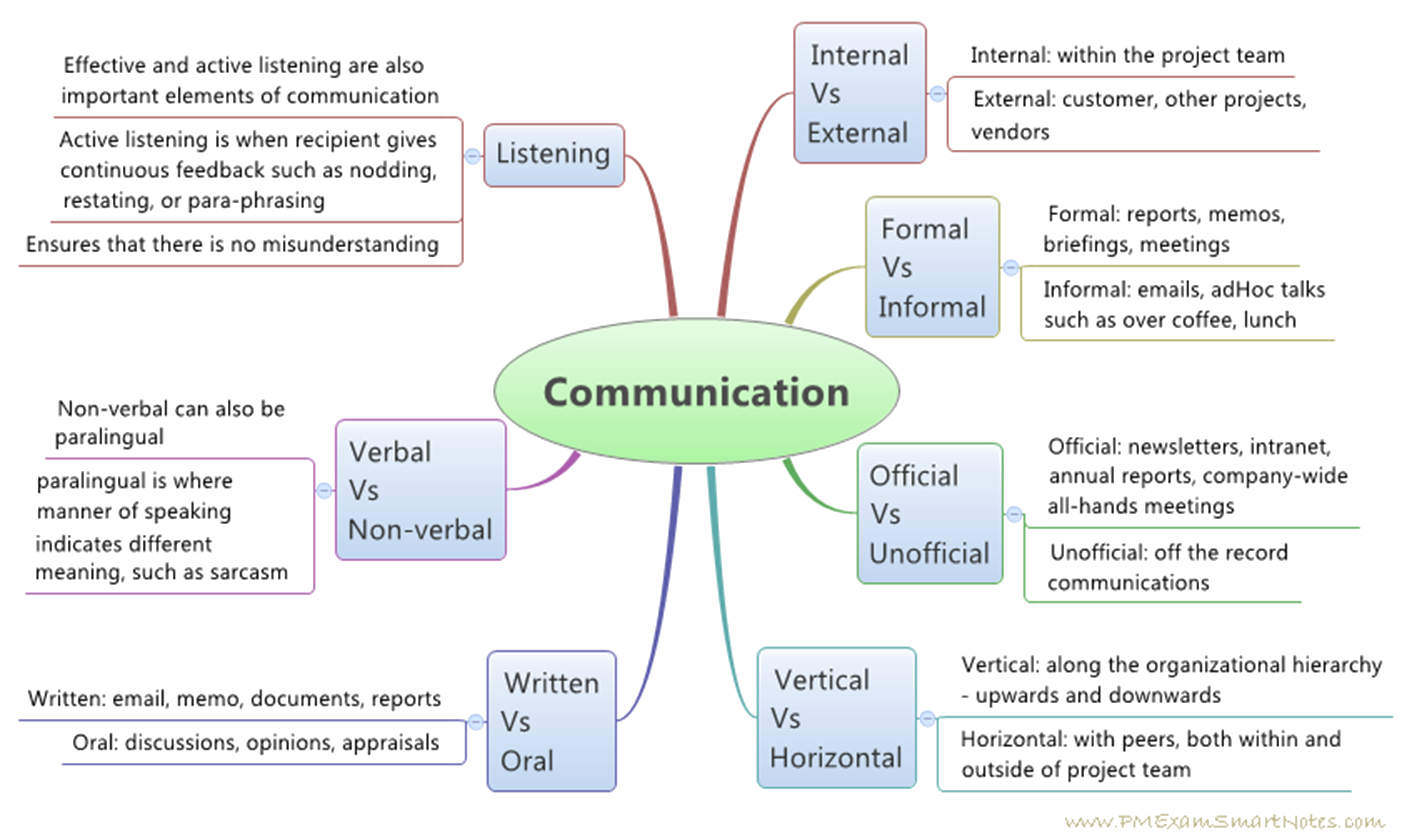 Effective and active listening are also
important elements of communication
Active listening is when recipient gives
continuous feedback such as nodding,
restating, or para-phrasing
Ensures that there is no misunderstanding
Listening
Internal
Vs
External
Internal: within the project team
External: customer, other projects,
vendors
Formal
Vs
Informal
Formal: reports, memos,
briefings, meetings
Informal: emails, adHoc talks
such as over coffee, lunch
Communication
Non-verbal can also be
paralingual
paralingual is where
manner of speaking
indicates different
meaning, such as sarcasm
Verbal
Vs
Non-verbal
Official
Vs
Unofficial
Official: newsletters, intranet,
annual reports, company-wide
all-hands meetings
Unofficial: off the record
communications
Written: email, memo, documents, reports
Oral: discussions, opinions, appraisals
Written
Vs
Oral
Vertical
Vs
Horizontal
Vertical: along the organizational hierarchy
- upwards and downwards
Horizontal: with peers, both within and
outside of project team
www.PMExamSmartNotes.com